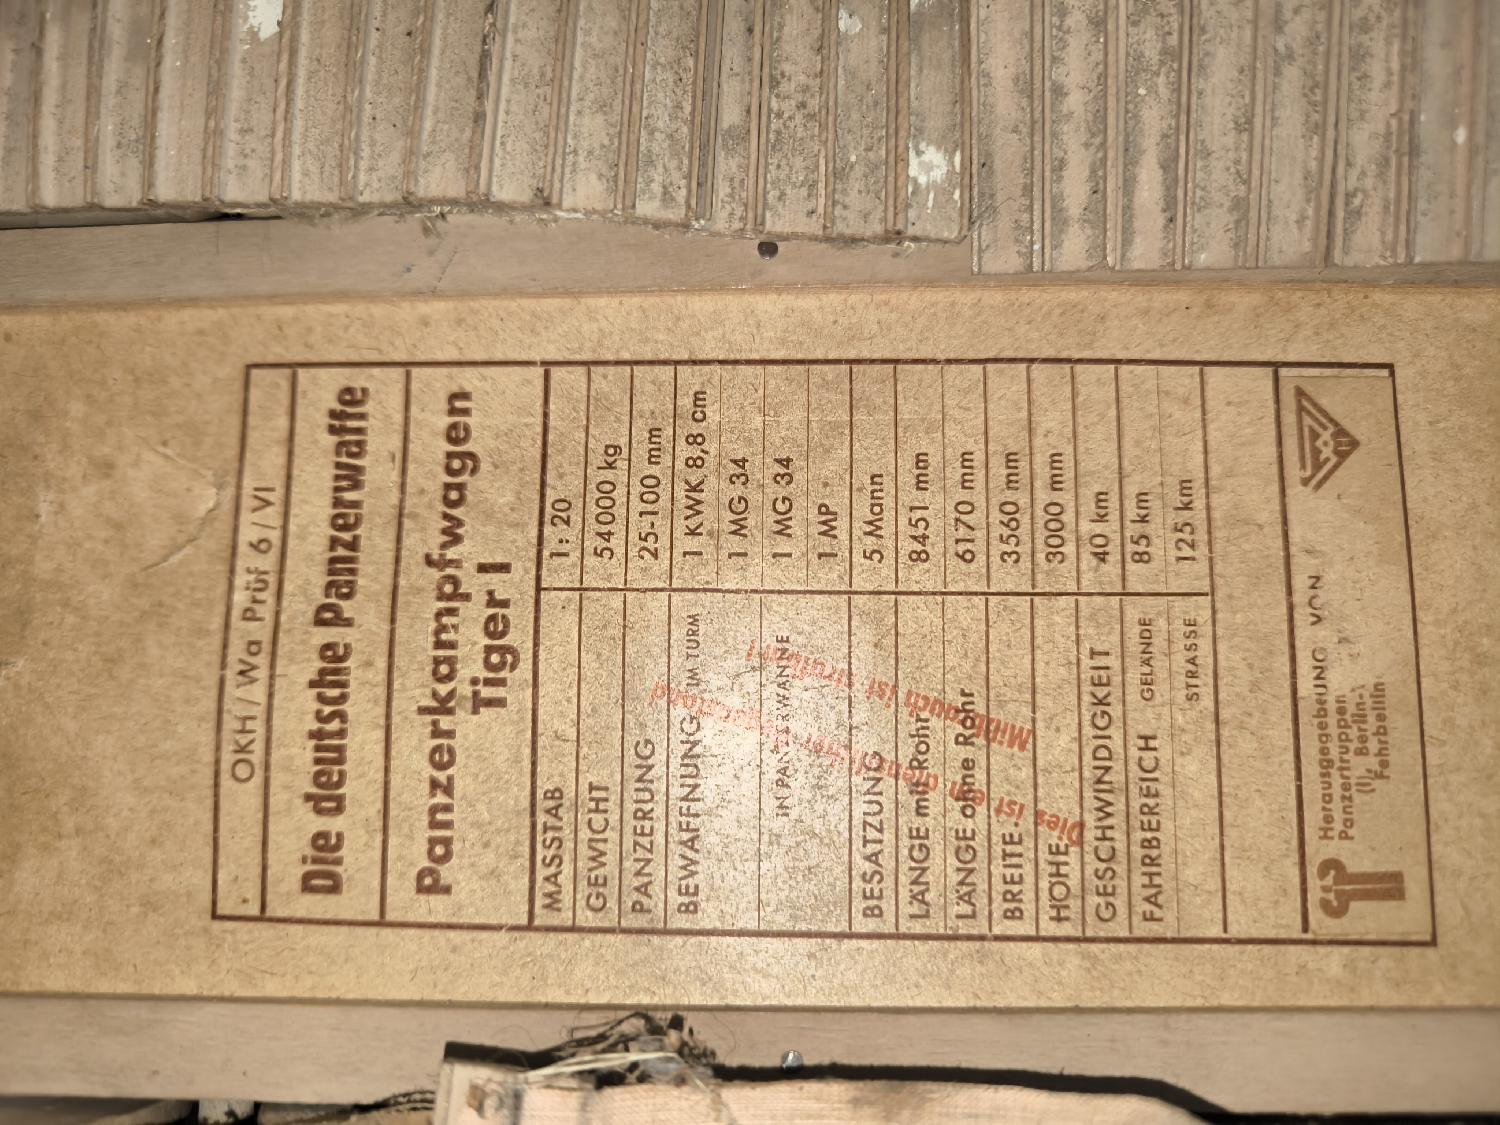 OKH/Wa Prüf 6/VI
Die deutsche Panzerwaffe
Panzerkampfwagen
Tiger I
MASSTAB 1:20
GEWICHT 54000 kg
PANZERUNG 25-100 mm
BEWAFFNUNG IM TURM 1 KWK 8,8 cm
1 MG 34
IN PANZERWANNE 1 MG 34
1 MP
BESATZUNG 5 Mann
LÄNGE mit Rohr 8451 mm
LÄNGE ohne Rohr 6170 mm
BREITE 3560 mm
HÖHE 3000 mm
GESCHWINDIGKEIT 40 km
FAHRBEREICH GELÄNDE 85 km
STRASSE 125 km
Herausgegebung VON
Panzertruppen
(I), Berlin-
Fehrbellin
Dies ist ein dienstlicher
Mißbrauch ist strafbar!